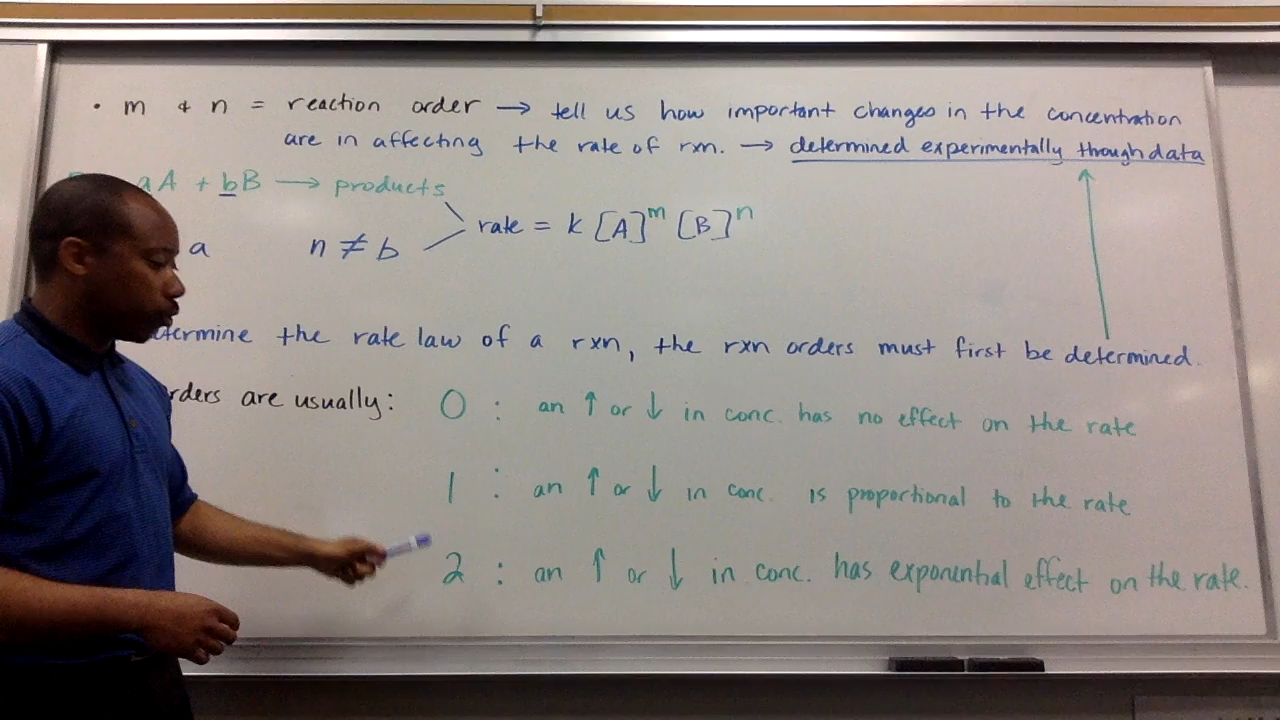 • m & n = reaction order → tell us how important changes in the concentration
are in affecting the rate of rxn. → determined experimentally through data
aA + bB → products
rate = k [A]^m [B]^n
a n ≠ b
the rate law of a rxn, the rxn orders must first be determined.
are usually: 0 : an ↑ or ↓ in conc. has no effect on the rate
1 : an ↑ or ↓ in conc. is proportional to the rate
2 : an ↑ or ↓ in conc. has exponential effect on the rate.